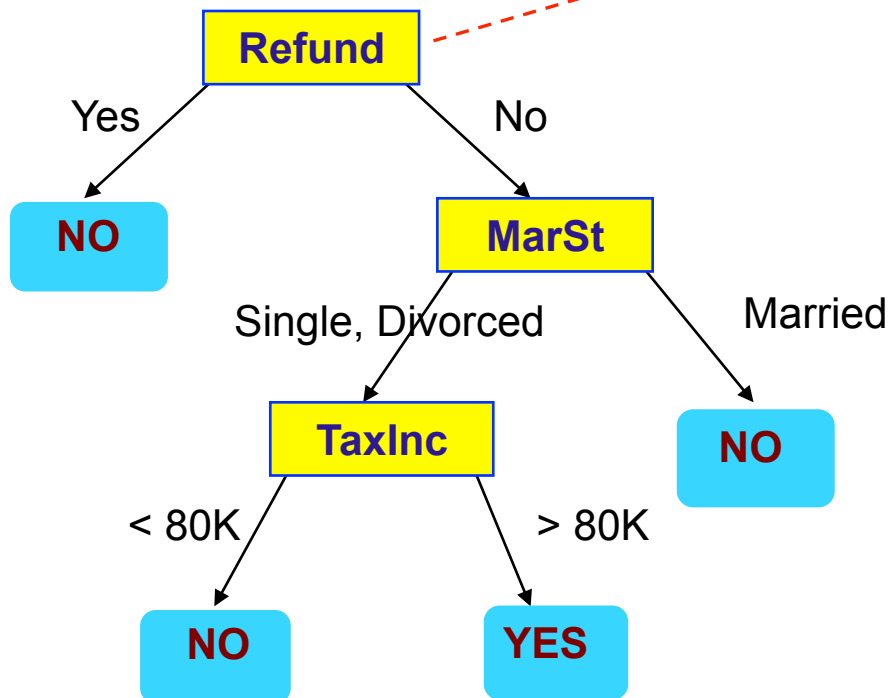 Refund
Yes
No
NO
MarSt
Single, Divorced
Married
TaxInc
NO
< 80K
> 80K
NO
YES